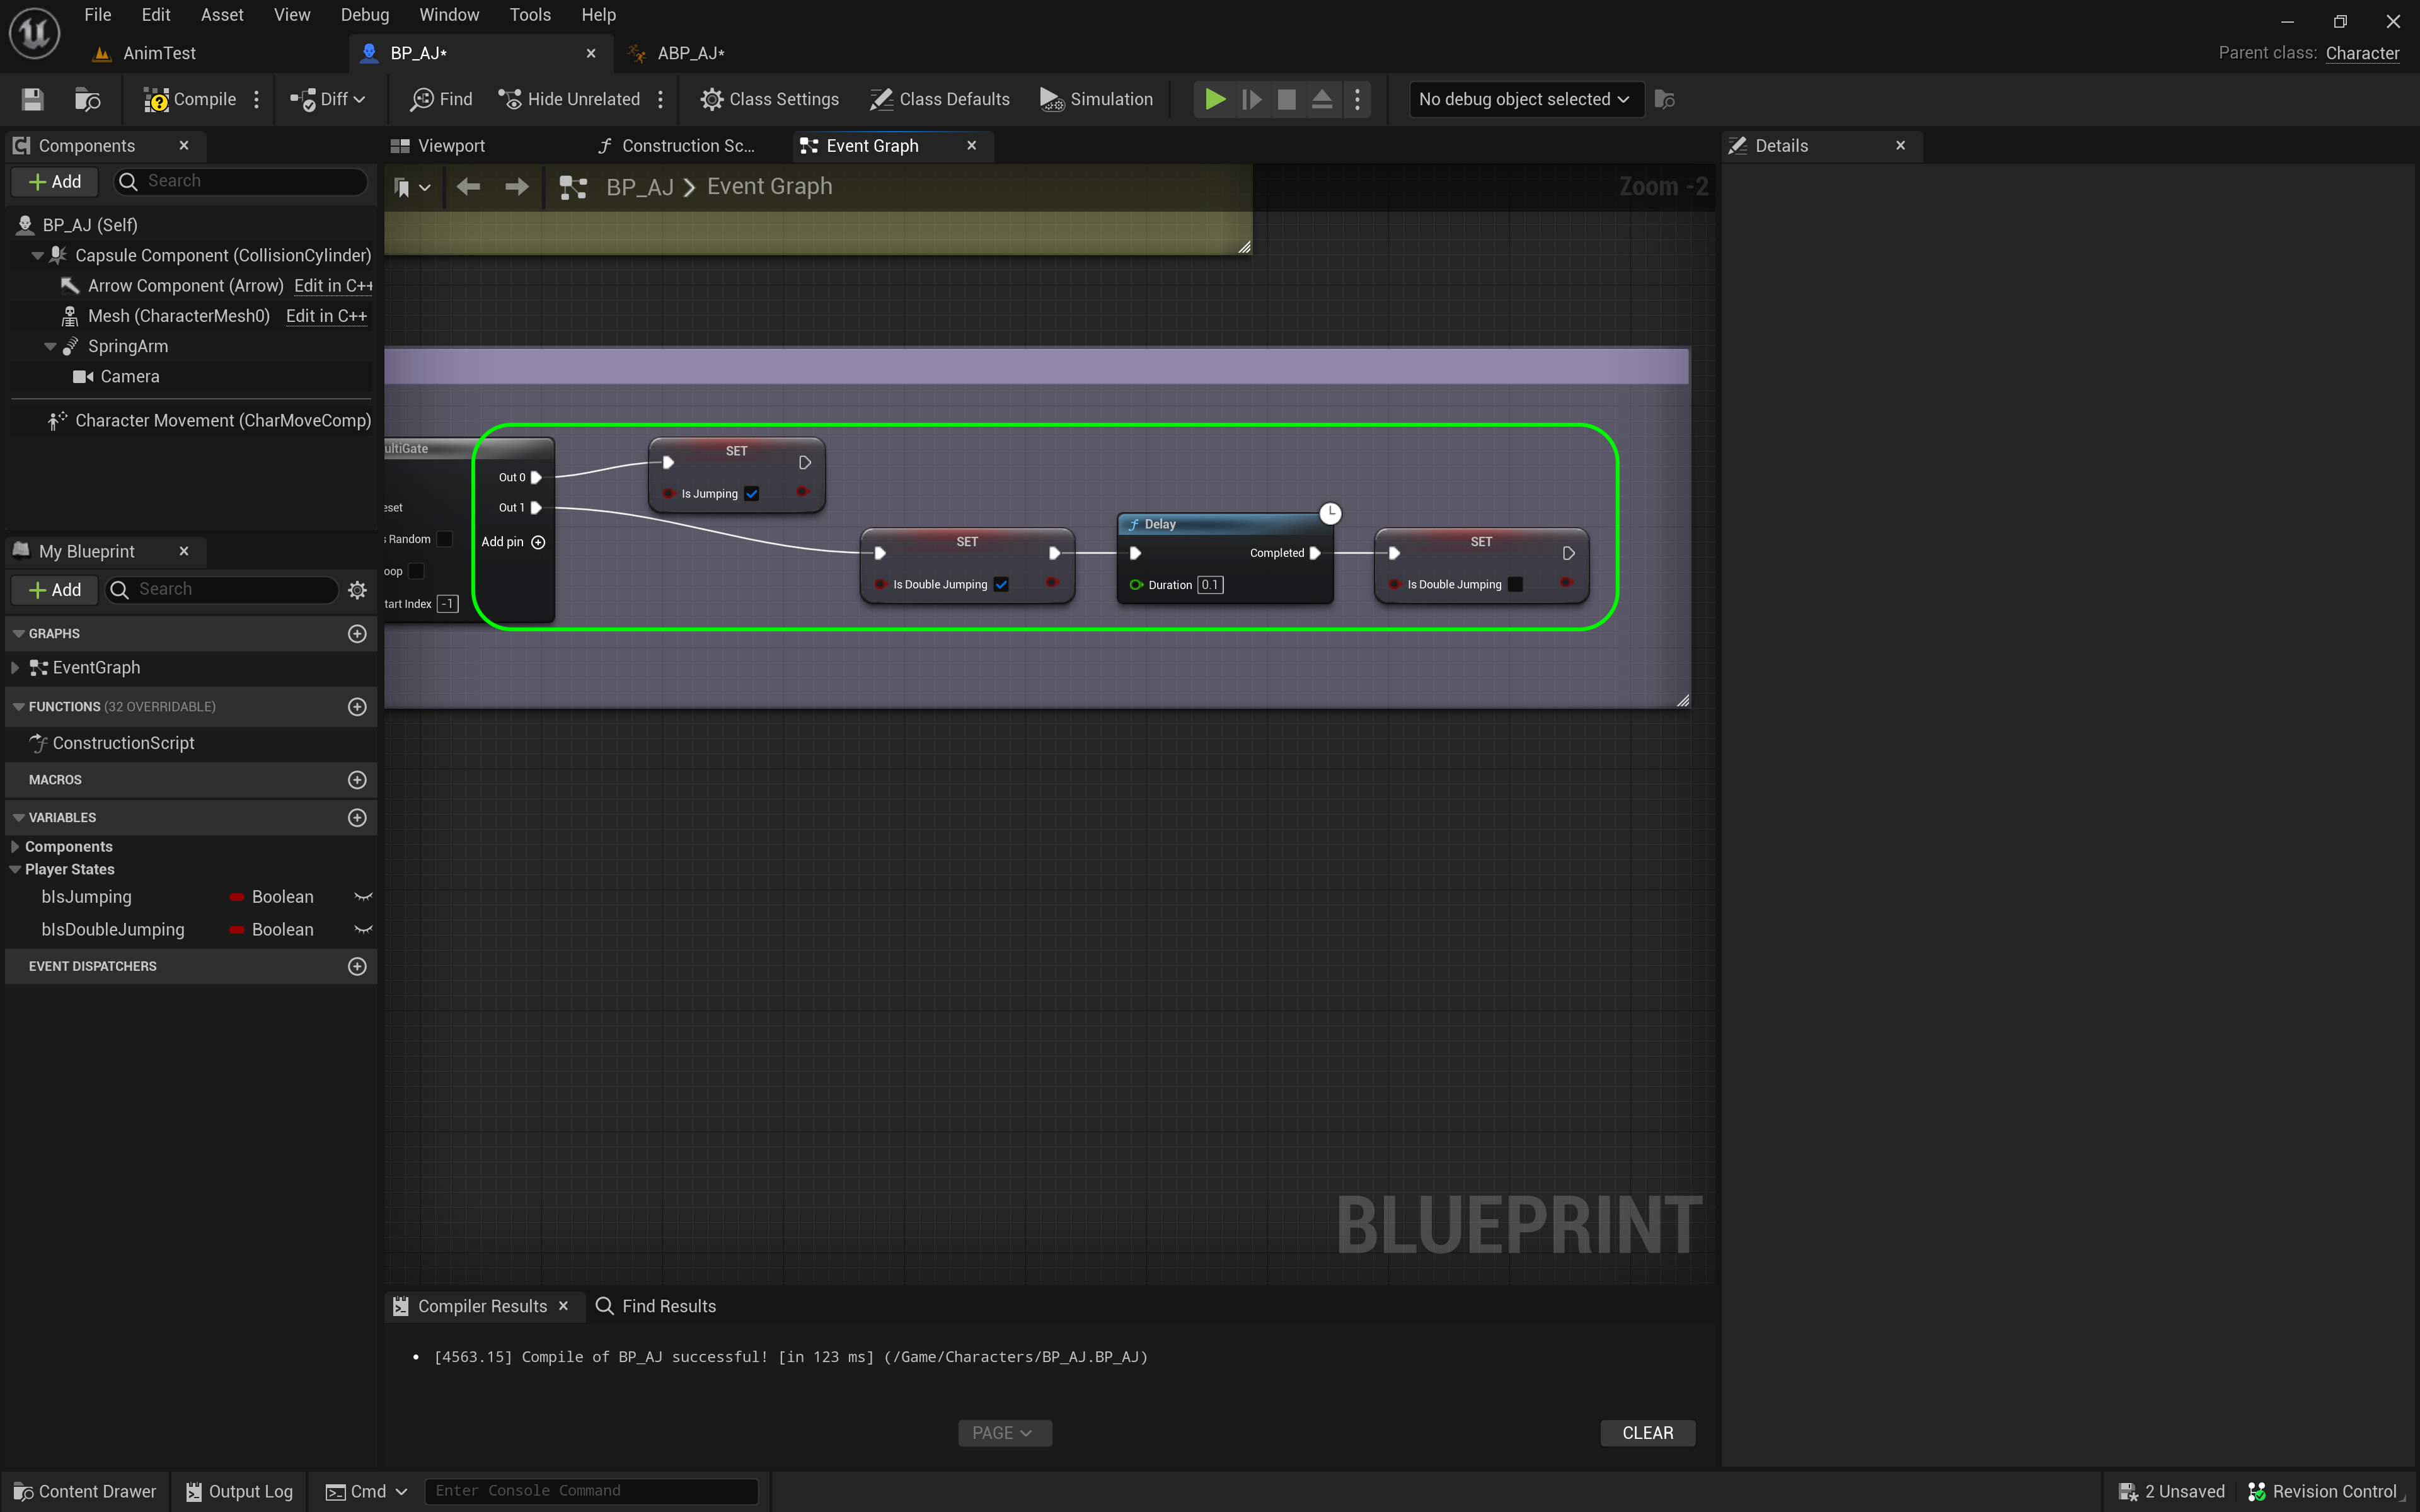 File Edit Asset View Debug Window Tools Help
AnimTest BP_AJ* ABP_AJ* Parent class: Character
Compile Diff Find Hide Unrelated Class Settings Class Defaults Simulation No debug object selected
Components Viewport Construction Sc... Event Graph Details
Add Search BP_AJ > Event Graph Zoom -2
BP_AJ (Self)
Capsule Component (CollisionCylinder)
Arrow Component (Arrow) Edit in C++
Mesh (CharacterMesh0) Edit in C++
SpringArm
Camera
Character Movement (CharMoveComp)
ultiGate
Out 0
Out 1
eset
s Random
Add pin
oop
tart Index -1
SET
Is Jumping
SET
Is Double Jumping
Delay
Completed
Duration 0.1
SET
Is Double Jumping
My Blueprint
Add Search
GRAPHS
EventGraph
FUNCTIONS (32 OVERRIDABLE)
ConstructionScript
MACROS
VARIABLES
Components
Player States
bIsJumping Boolean
bIsDoubleJumping Boolean
EVENT DISPATCHERS
BLUEPRINT
Compiler Results Find Results
• [4563.15] Compile of BP_AJ successful! [in 123 ms] (/Game/Characters/BP_AJ.BP_AJ)
PAGE CLEAR
Content Drawer Output Log Cmd Enter Console Command 2 Unsaved Revision Control